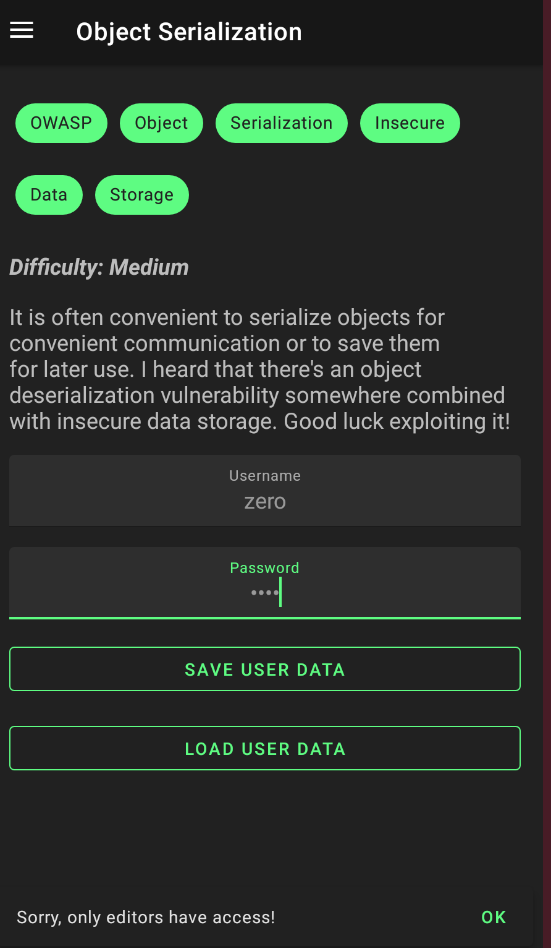 Object Serialization
OWASP Object Serialization Insecure
Data Storage
Difficulty: Medium
It is often convenient to serialize objects for
convenient communication or to save them
for later use. I heard that there's an object
deserialization vulnerability somewhere combined
with insecure data storage. Good luck exploiting it!
Username
zero
Password
••••
SAVE USER DATA
LOAD USER DATA
Sorry, only editors have access! OK